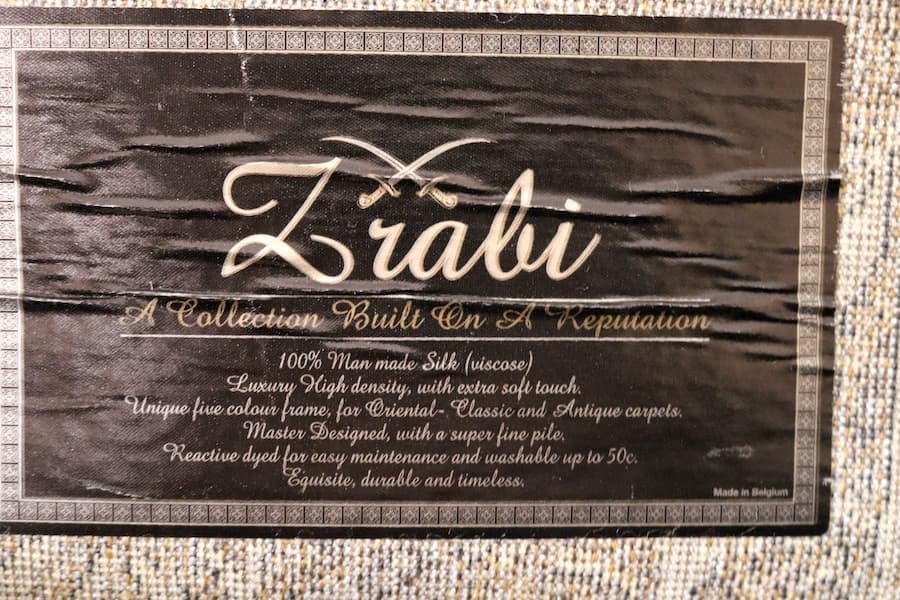 Zrabi
A Collection Built On A Reputation
100% Man made Silk (viscose)
Luxury High density, with extra soft touch.
Unique five colour frame, for Oriental- Classic and Antique carpets.
Master Designed, with a super fine pile.
Reactive dyed for easy maintenance and washable up to 50c.
Equisite, durable and timeless.
Made in Belgium